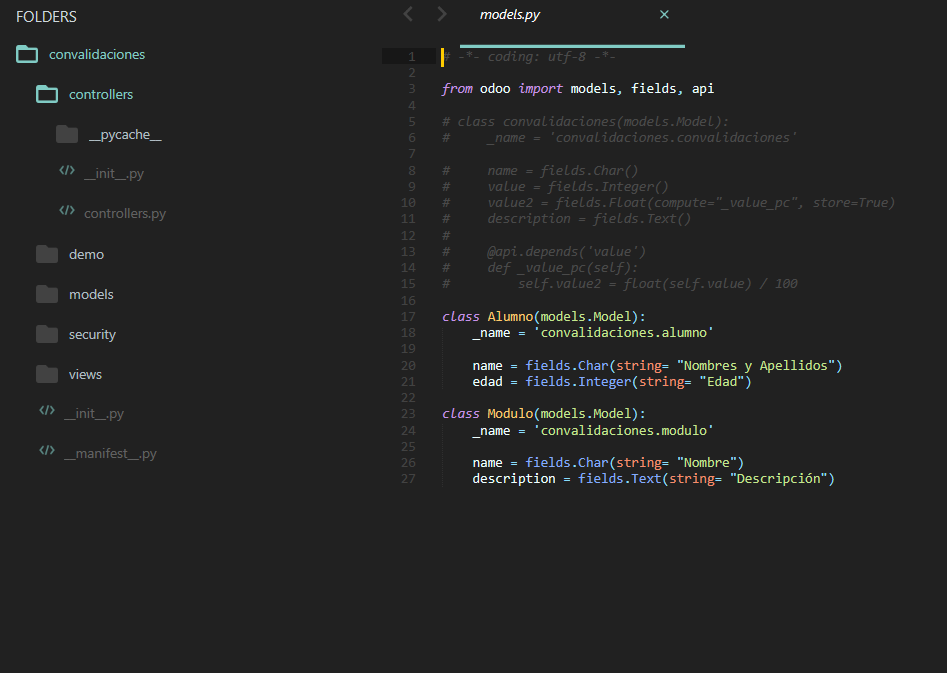 FOLDERS
convalidaciones
controllers
__pycache__
__init__.py
controllers.py
demo
models
security
views
__init__.py
__manifest__.py
models.py
1 # -*- coding: utf-8 -*-
2
3 from odoo import models, fields, api
4
5 # class convalidaciones(models.Model):
6 #     _name = 'convalidaciones.convalidaciones'
7
8 #     name = fields.Char()
9 #     value = fields.Integer()
10 #     value2 = fields.Float(compute="_value_pc", store=True)
11 #     description = fields.Text()
12 #
13 #     @api.depends('value')
14 #     def _value_pc(self):
15 #         self.value2 = float(self.value) / 100
16
17 class Alumno(models.Model):
18     _name = 'convalidaciones.alumno'
19
20     name = fields.Char(string= "Nombres y Apellidos")
21     edad = fields.Integer(string= "Edad")
22
23 class Modulo(models.Model):
24     _name = 'convalidaciones.modulo'
25
26     name = fields.Char(string= "Nombre")
27     description = fields.Text(string= "Descripción")